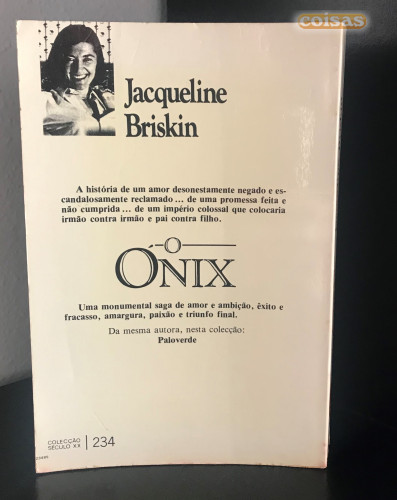 coisas
Jacqueline
Briskin
A história de um amor desonestamente negado e es-
candalosamente reclamado... de uma promessa feita e
não cumprida... de um império colossal que colocaria
irmão contra irmão e pai contra filho.
O
ÓNIX
Uma monumental saga de amor e ambição, êxito e
fracasso, amargura, paixão e triunfo final.
Da mesma autora, nesta colecção:
Paloverde
COLECÇÃO
SÉCULO XX
234